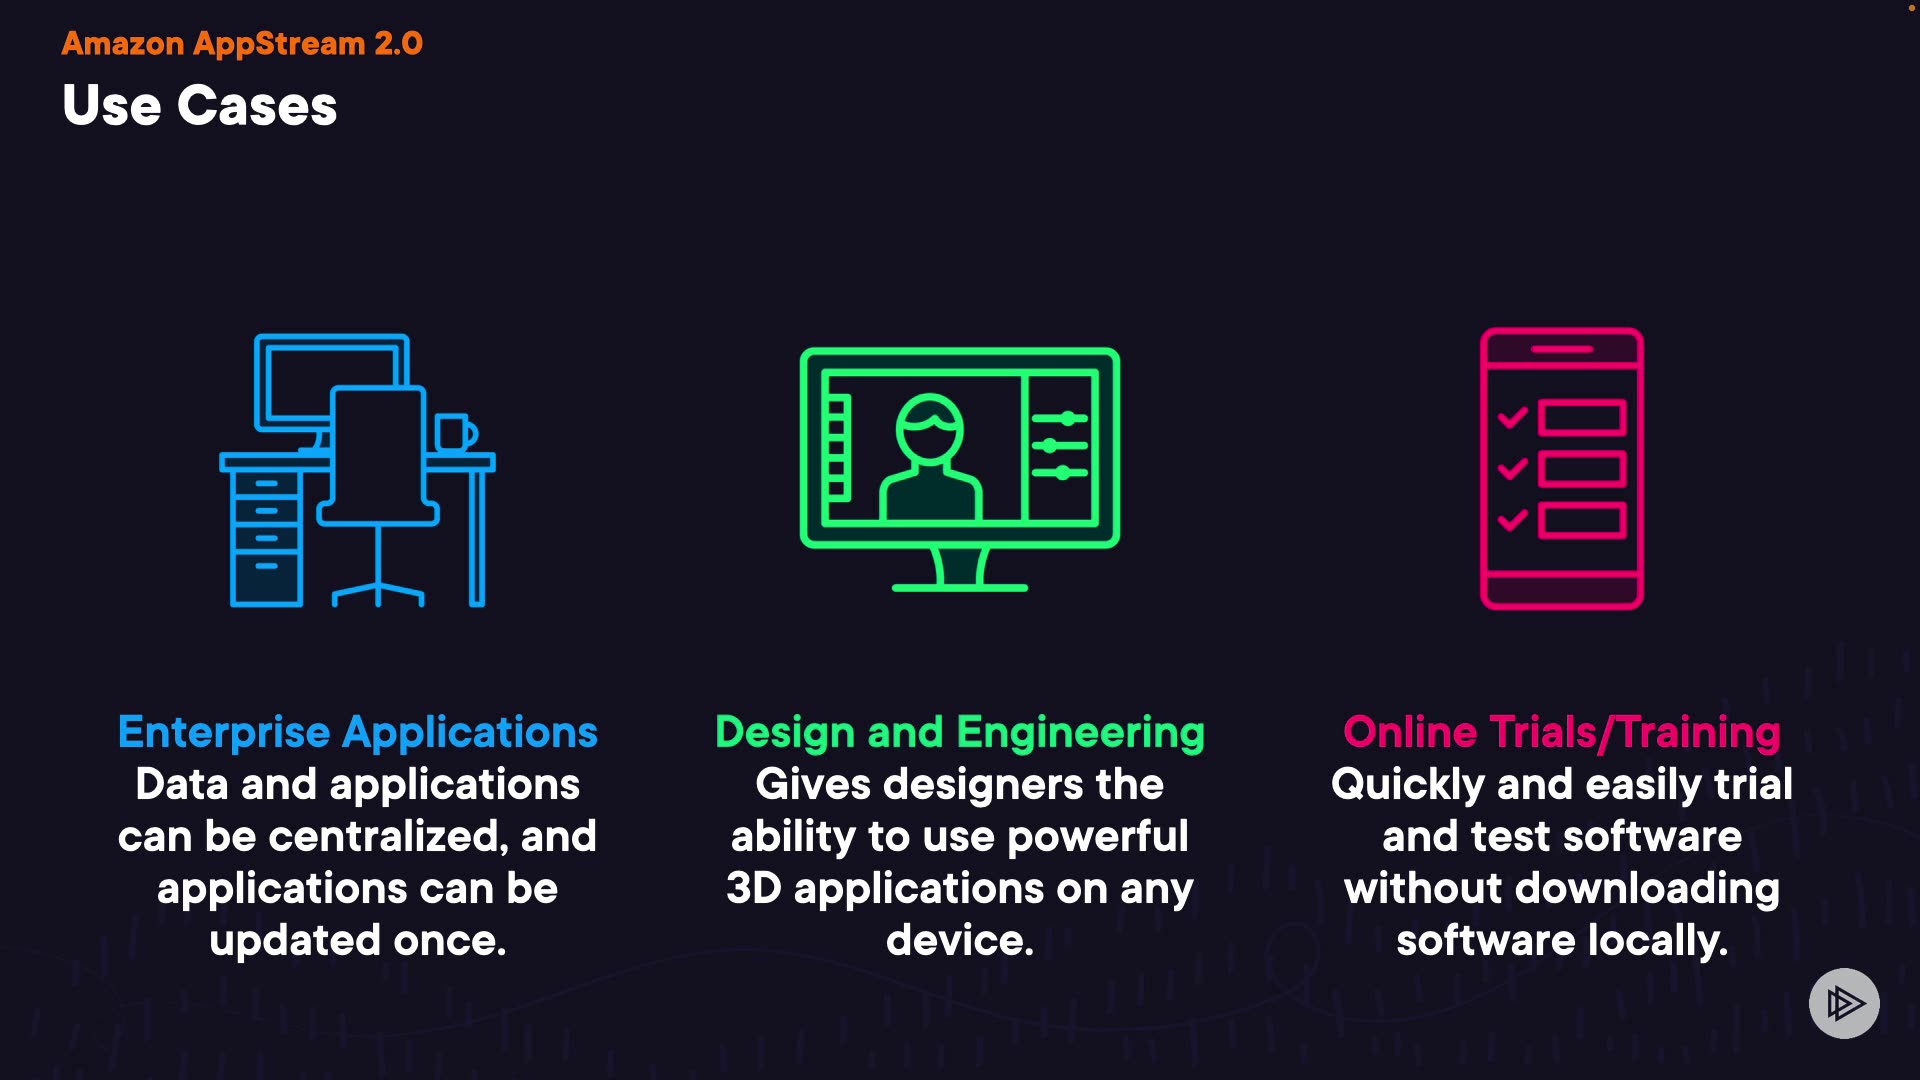 Amazon AppStream 2.0
Use Cases
Enterprise Applications
Data and applications
can be centralized, and
applications can be
updated once.
Design and Engineering
Gives designers the
ability to use powerful
3D applications on any
device.
Online Trials/Training
Quickly and easily trial
and test software
without downloading
software locally.